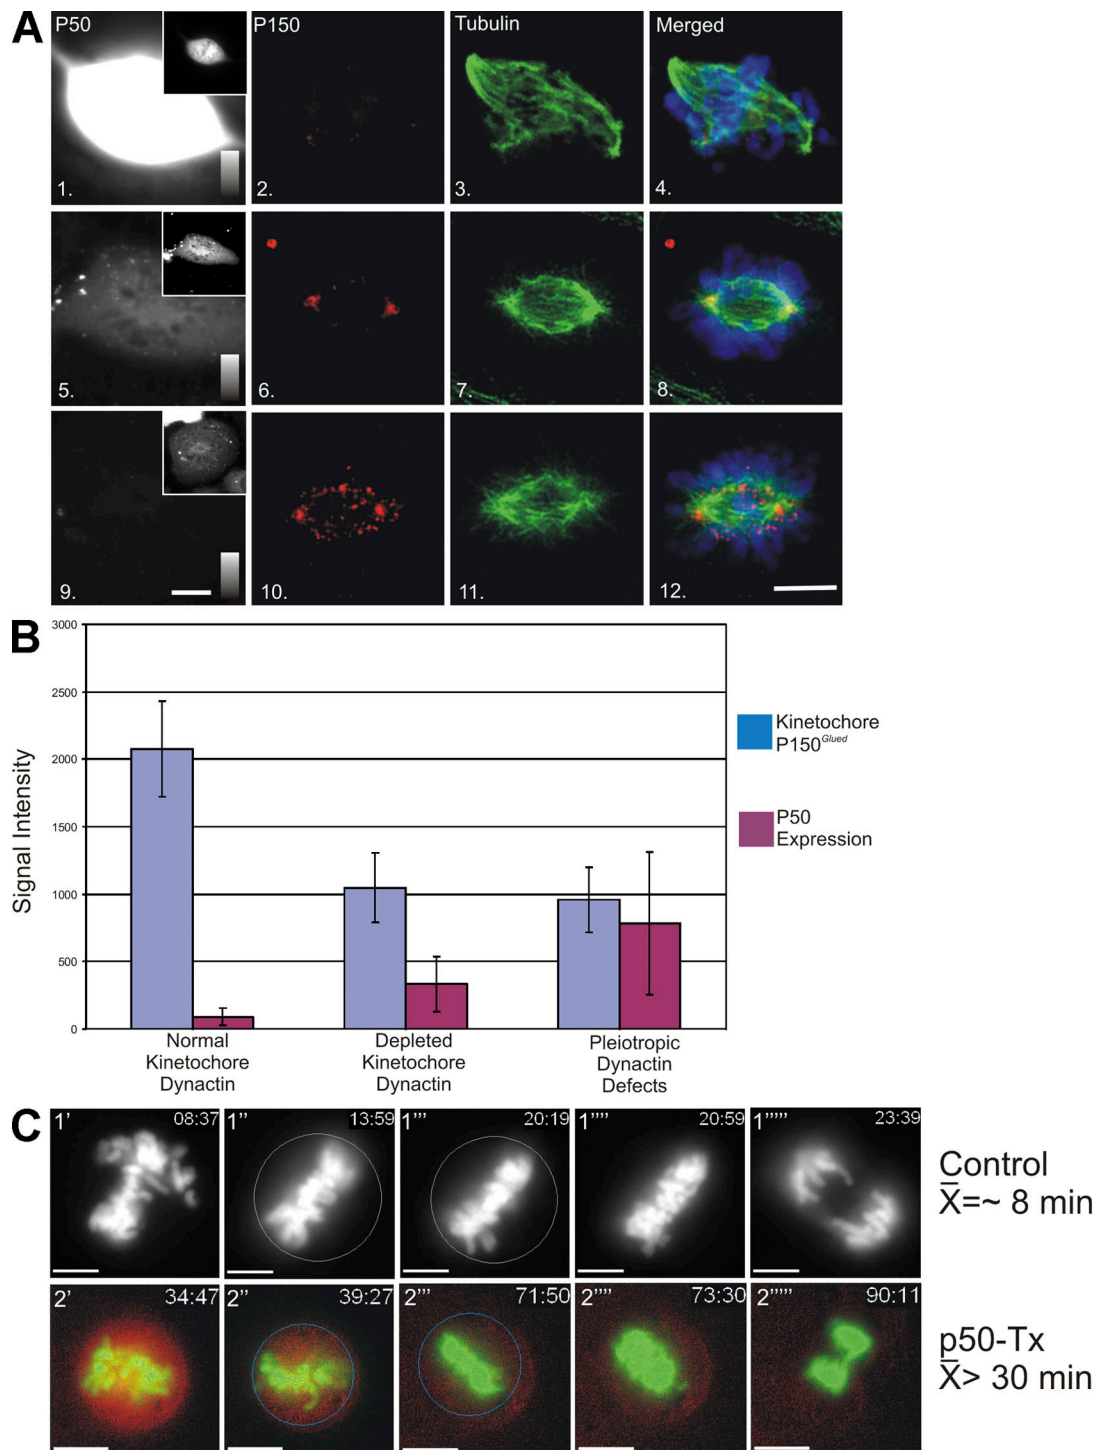 A
P50
P150
Tubulin
Merged
1.
2.
3.
4.
5.
6.
7.
8.
9.
10.
11.
12.
B
3000
2500
2000
1500
1000
500
0
Signal Intensity
Normal
Kinetochore
Dynactin
Depleted
Kinetochore
Dynactin
Pleiotropic
Dynactin
Defects
Kinetochore
P150Glued
P50
Expression
C
1' 08:37
1'' 13:59
1''' 20:19
1'''' 20:59
1''''' 23:39
Control
X̄=~ 8 min
2' 34:47
2'' 39:27
2''' 71:50
2'''' 73:30
2''''' 90:11
p50-Tx
X̄> 30 min